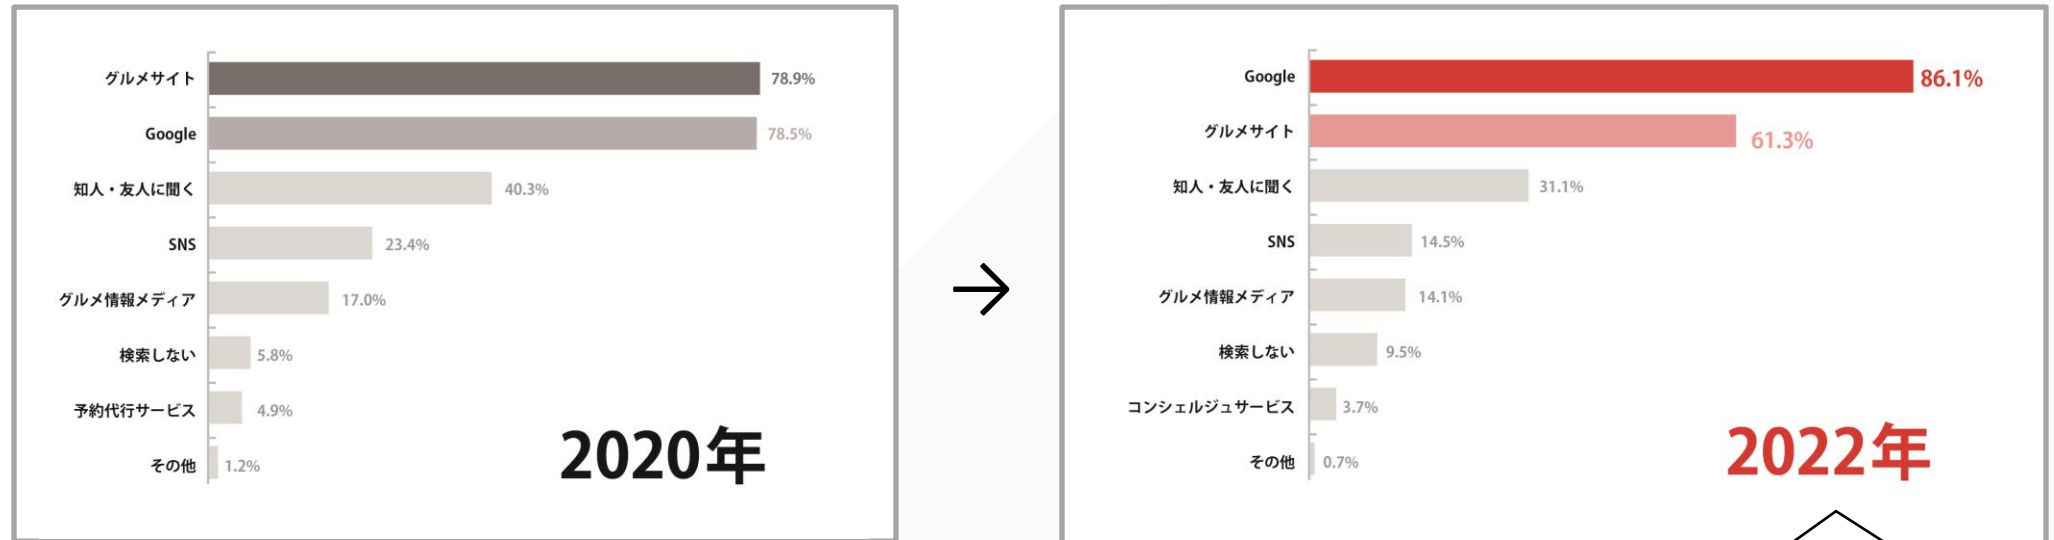 グルメサイト 78.9%
Google 78.5%
知人・友人に聞く 40.3%
SNS 23.4%
グルメ情報メディア 17.0%
検索しない 5.8%
予約代行サービス 4.9%
その他 1.2%
2020年
→
Google 86.1%
グルメサイト 61.3%
知人・友人に聞く 31.1%
SNS 14.5%
グルメ情報メディア 14.1%
検索しない 9.5%
コンシェルジュサービス 3.7%
その他 0.7%
2022年